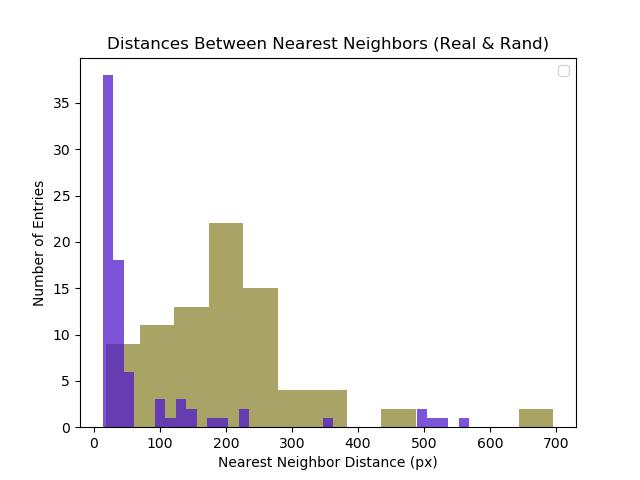 Distances Between Nearest Neighbors (Real & Rand)
35
30
25
20
15
10
5
0
Number of Entries
0 100 200 300 400 500 600 700
Nearest Neighbor Distance (px)